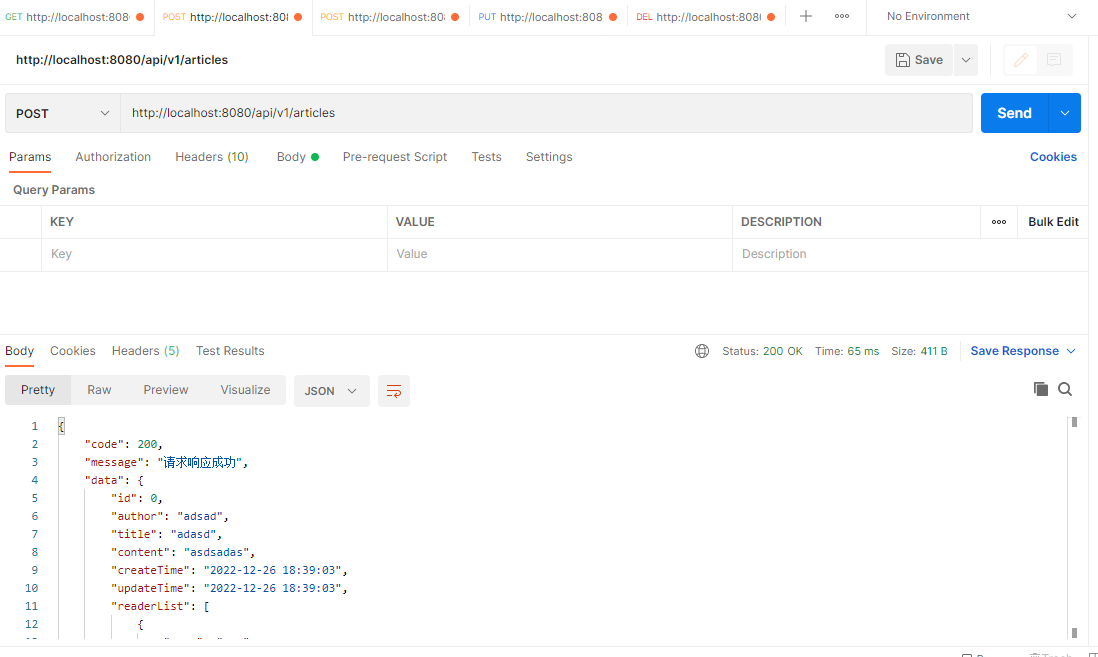 GET http://localhost:808 POST http://localhost:808 POST http://localhost:808 PUT http://localhost:808 DEL http://localhost:808 No Environment
http://localhost:8080/api/v1/articles Save
POST http://localhost:8080/api/v1/articles Send
Params Authorization Headers (10) Body Pre-request Script Tests Settings Cookies
Query Params
KEY VALUE DESCRIPTION Bulk Edit
Key Value Description
Body Cookies Headers (5) Test Results Status: 200 OK Time: 65 ms Size: 411 B Save Response
Pretty Raw Preview Visualize JSON
1 {
2 "code": 200,
3 "message": "请求响应成功",
4 "data": {
5 "id": 0,
6 "author": "adsad",
7 "title": "adasd",
8 "content": "asdsadas",
9 "createTime": "2022-12-26 18:39:03",
10 "updateTime": "2022-12-26 18:39:03",
11 "readerList": [
12 {